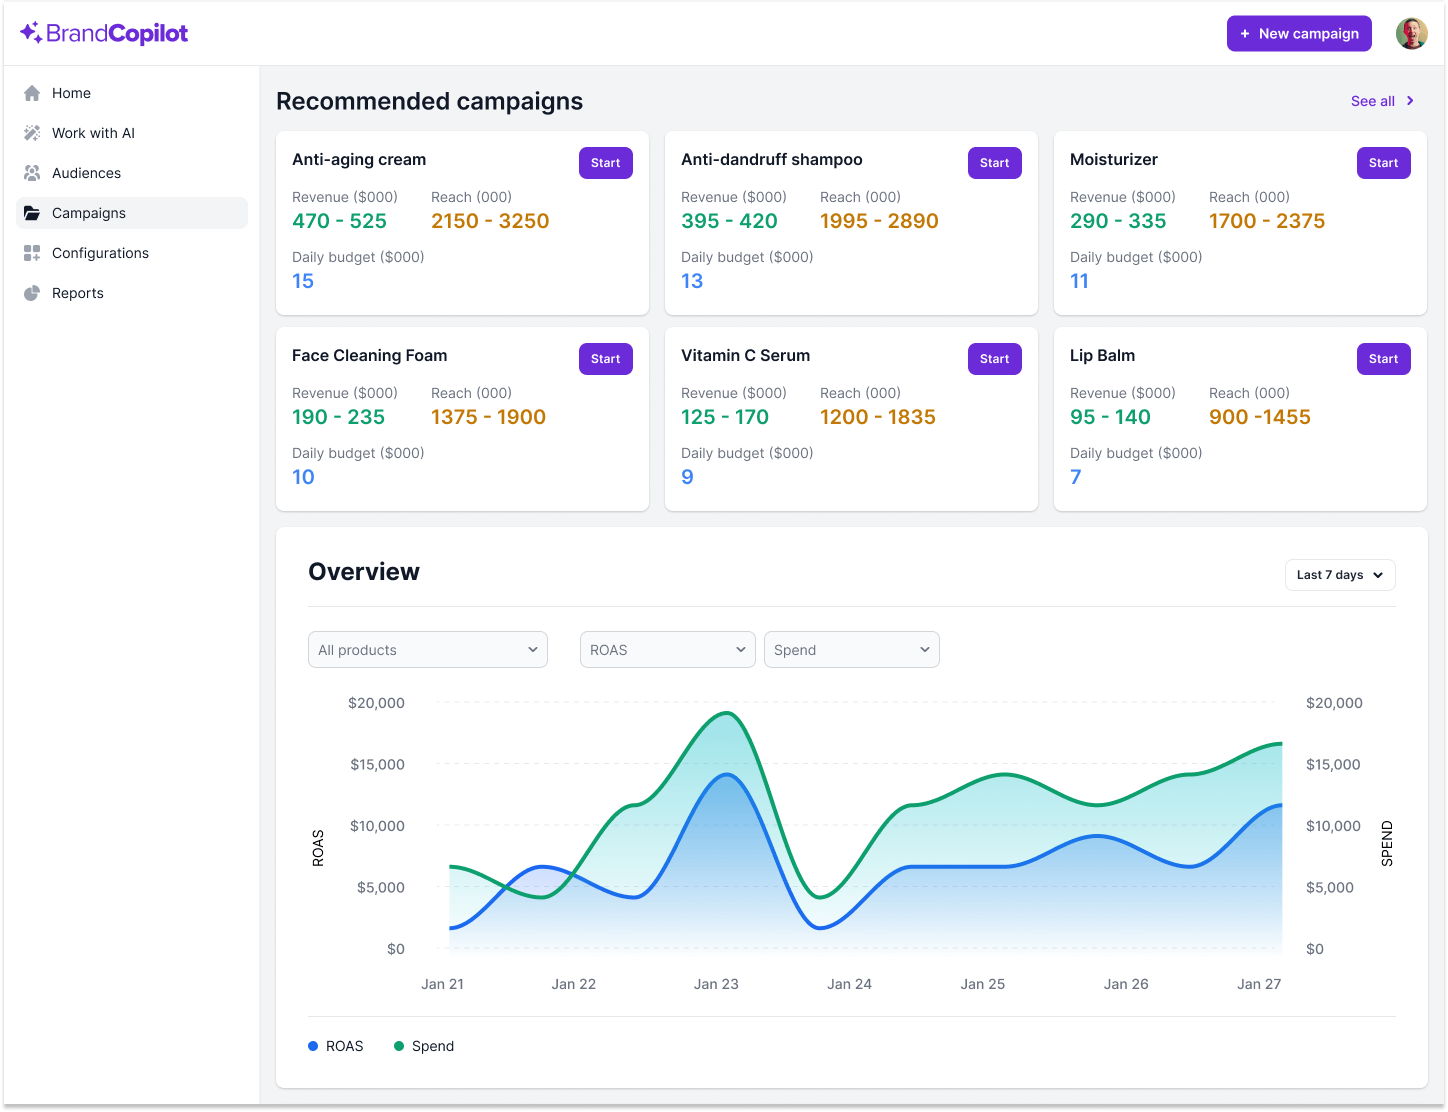 BrandCopilot
+ New campaign
Home
Work with AI
Audiences
Campaigns
Configurations
Reports
Recommended campaigns
See all
Anti-aging cream
Start
Revenue ($000) Reach (000)
470 - 525 2150 - 3250
Daily budget ($000)
15
Anti-dandruff shampoo
Start
Revenue ($000) Reach (000)
395 - 420 1995 - 2890
Daily budget ($000)
13
Moisturizer
Start
Revenue ($000) Reach (000)
290 - 335 1700 - 2375
Daily budget ($000)
11
Face Cleaning Foam
Start
Revenue ($000) Reach (000)
190 - 235 1375 - 1900
Daily budget ($000)
10
Vitamin C Serum
Start
Revenue ($000) Reach (000)
125 - 170 1200 - 1835
Daily budget ($000)
9
Lip Balm
Start
Revenue ($000) Reach (000)
95 - 140 900 -1455
Daily budget ($000)
7
Overview
Last 7 days
All products
ROAS
Spend
$20,000
$15,000
$10,000
$5,000
$0
ROAS
$20,000
$15,000
$10,000
$5,000
$0
SPEND
Jan 21 Jan 22 Jan 23 Jan 24 Jan 25 Jan 26 Jan 27
ROAS Spend